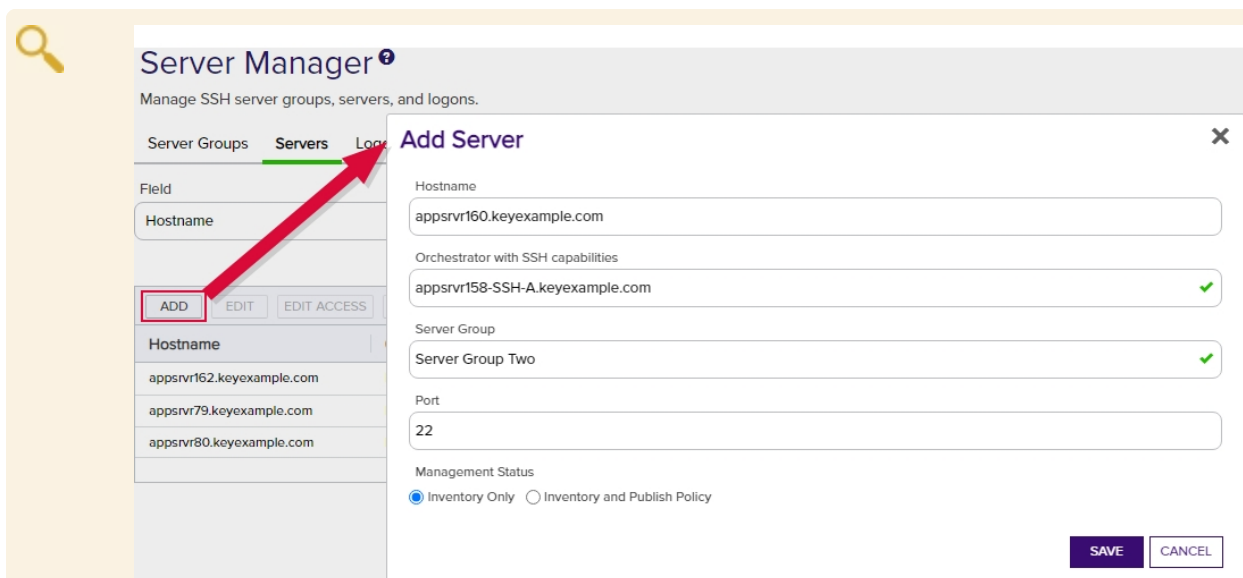 Server Manager ?
Manage SSH server groups, servers, and logons.
Server Groups Servers
Field
Hostname
ADD EDIT EDIT ACCESS
Hostname
appsrvr162.keyexample.com
appsrvr79.keyexample.com
appsrvr80.keyexample.com
Add Server
Hostname
appsrvr160.keyexample.com
Orchestrator with SSH capabilities
appsrvr158-SSH-A.keyexample.com
Server Group
Server Group Two
Port
22
Management Status
Inventory Only Inventory and Publish Policy
SAVE CANCEL